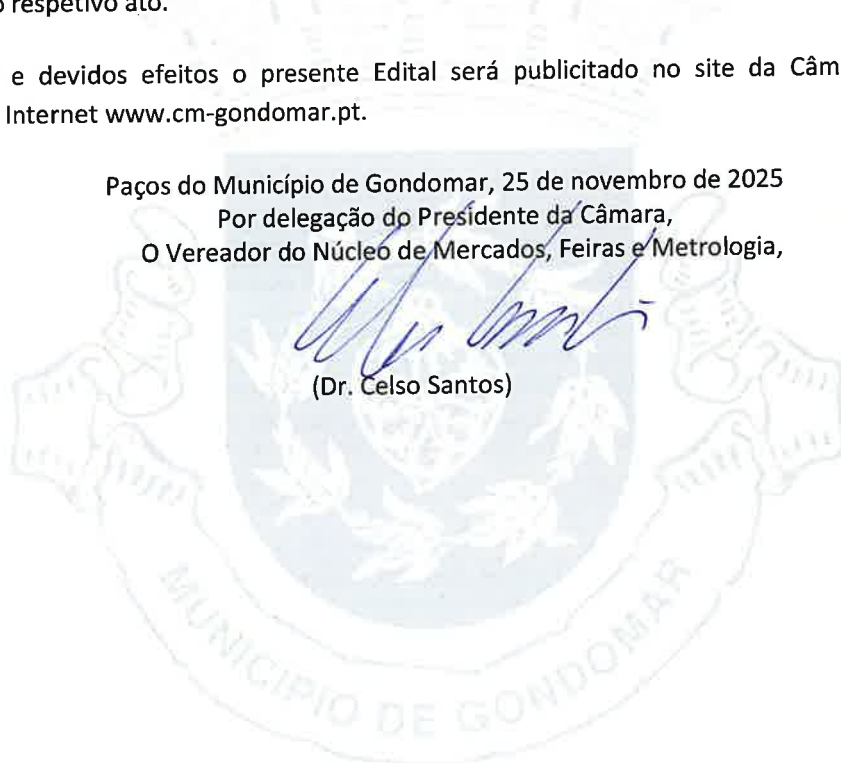 respetivo ato.
e devidos efeitos o presente Edital será publicitado no site da Câm
Internet www.cm-gondomar.pt.
Paços do Município de Gondomar, 25 de novembro de 2025
Por delegação do Presidente da Câmara,
O Vereador do Núcleo de Mercados, Feiras e Metrologia,
(Dr. Celso Santos)
MUNICIPIO DE GONDOMAR